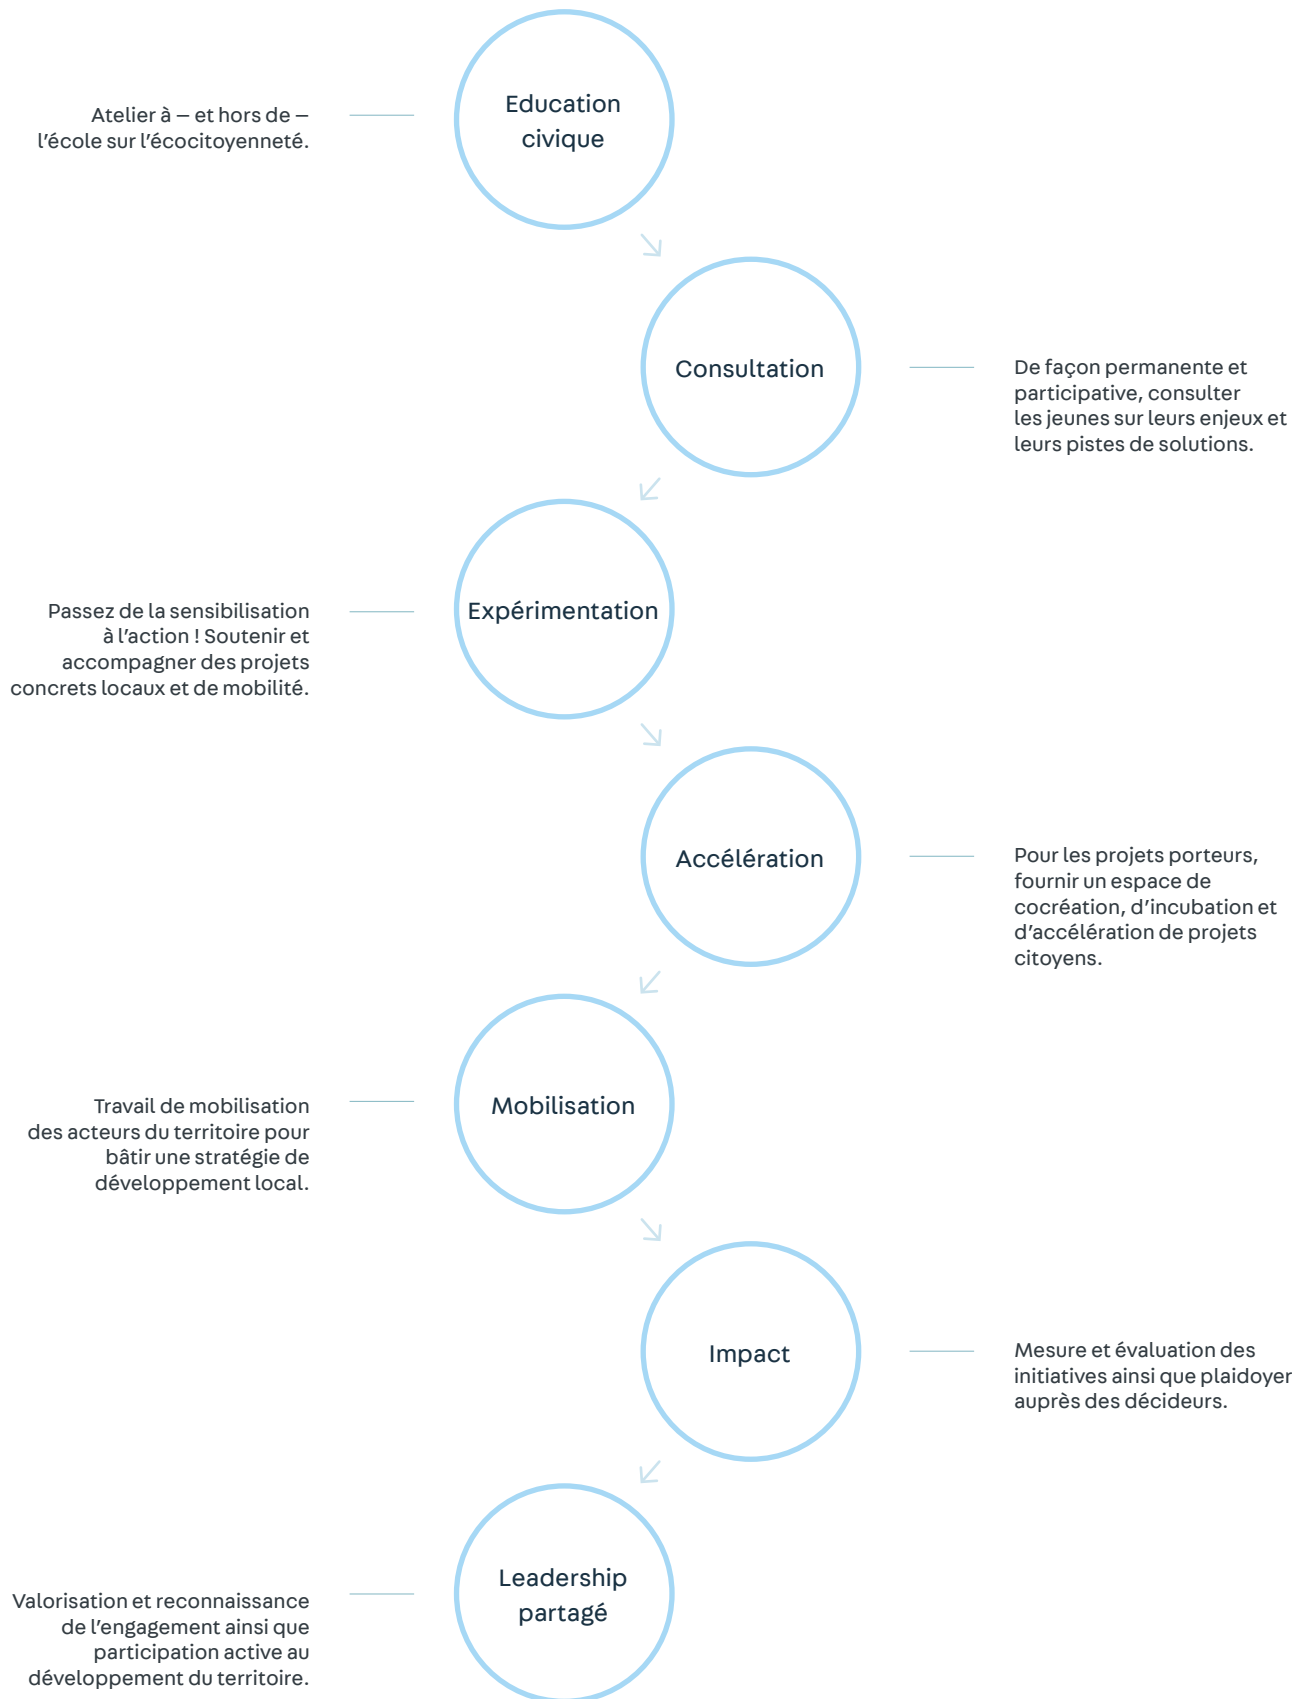 Education
civique
Atelier à – et hors de –
l'école sur l'écocitoyenneté.
Consultation
De façon permanente et
participative, consulter
les jeunes sur leurs enjeux et
leurs pistes de solutions.
Expérimentation
Passez de la sensibilisation
à l'action ! Soutenir et
accompagner des projets
concrets locaux et de mobilité.
Accélération
Pour les projets porteurs,
fournir un espace de
cocréation, d'incubation et
d'accélération de projets
citoyens.
Mobilisation
Travail de mobilisation
des acteurs du territoire pour
bâtir une stratégie de
développement local.
Impact
Mesure et évaluation des
initiatives ainsi que plaidoyer
auprès des décideurs.
Leadership
partagé
Valorisation et reconnaissance
de l'engagement ainsi que
participation active au
développement du territoire.